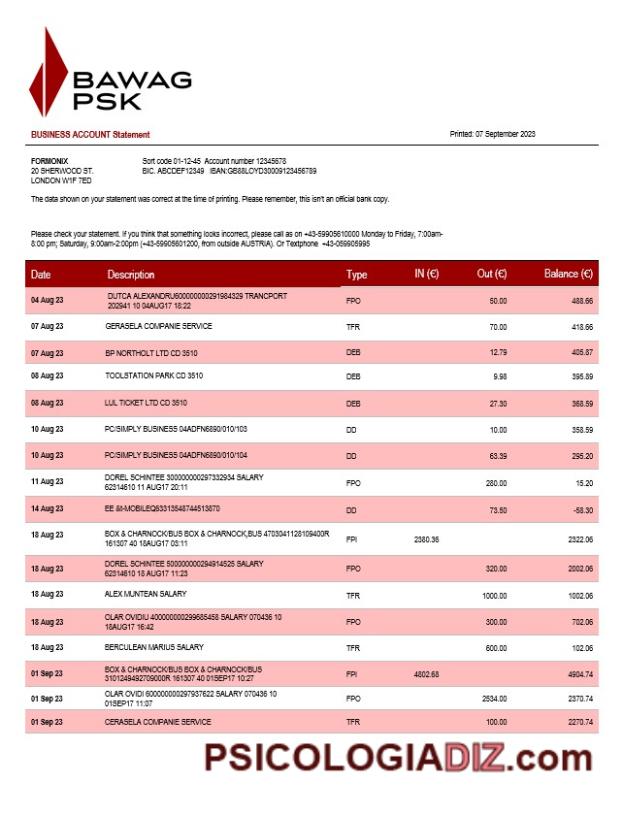 BAWAG
PSK
BUSINESS ACCOUNT Statement Printed: 07 September 2023
FORMONIX Sort code 01-12-45 Account number 12345678
20 SHERWOOD ST. BIC. ABCDEF12349 IBAN:GB88LOYD30009123456789
LONDON W1F 7ED
The data shown on your statement was correct at the time of printing. Please remember, this isn't an official bank copy.
Please check your statement. If you think that something looks incorrect, please call as on +43-59905610000 Monday to Friday, 7:00am-
8:00 pm; Saturday, 9:00am-2:00pm (+43-59905601200, from outside AUSTRIA). Or Textphone +43-059905995
Date Description Type IN (€) Out (€) Balance (€)
04 Aug 23 DUTCA ALEXANDRU600000000291984329 TRANCPORT FPO 50.00 488.66
202941 10 04AUG17 18:22
07 Aug 23 GERASELA COMPANIE SERVICE TFR 70.00 418.66
07 Aug 23 BP NORTHOLT LTD CD 3510 DEB 12.79 405.87
08 Aug 23 TOOLSTATION PARK CD 3510 DEB 9.98 395.89
08 Aug 23 LUL TICKET LTD CD 3510 DEB 27.30 368.59
10 Aug 23 PC/SIMPLY BUSINESS 04ADFN6890/010/103 DD 10.00 358.59
10 Aug 23 PC/SIMPLY BUSINESS 04ADFN6890/010/104 DD 63.39 295.20
11 Aug 23 DOREL SCHINTEE 300000000297332934 SALARY FPO 280.00 15.20
62314610 11 AUG17 20:11
14 Aug 23 EE &t-MOBILEQ63313548744513870 DD 73.50 -58.30
18 Aug 23 BOX & CHARNOCK/BUS BOX & CHARNOCK,BUS 4703041128109400R FPI 2380.36 2322.06
161307 40 18AUG17 03:11
18 Aug 23 DOREL SCHINTEE 500000000294914525 SALARY FPO 320.00 2002.06
62314610 18 AUG17 11:23
18 Aug 23 ALEX MUNTEAN SALARY TFR 1000.00 1002.06
18 Aug 23 OLAR OVIDIU 400000000299685458 SALARY 070436 10 FPO 300.00 702.06
18AUG17 16:42
18 Aug 23 BERCULEAN MARIUS SALARY TFR 600.00 102.06
01 Sep 23 BOX & CHARNOCK/BUS BOX & CHARNOCK/BUS FPI 4802.68 4904.74
3101249492709000R 161307 40 01SEP17 10:27
01 Sep 23 OLAR OVIDI 600000000297937622 SALARY 070436 10 FPO 2534.00 2370.74
01SEP17 11:07
01 Sep 23 CERASELA COMPANIE SERVICE TFR 100.00 2270.74
PSICOLOGIADIZ.com